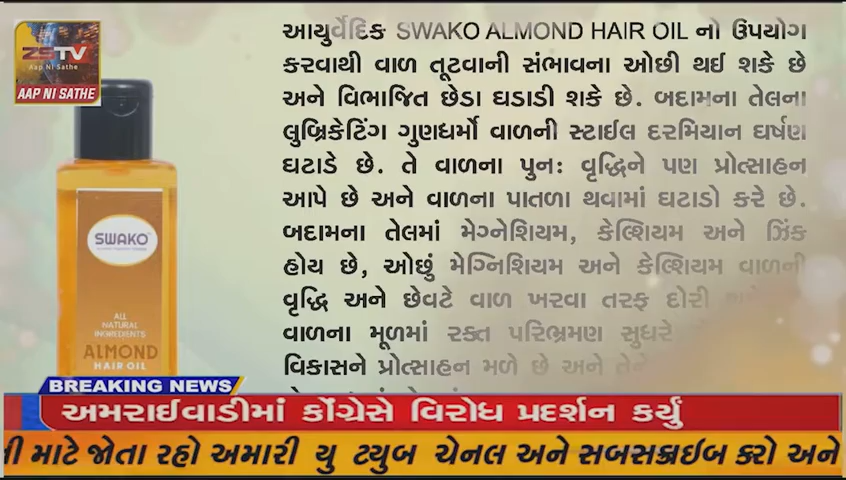 ZSTV
Aap Ni Sathe
AAP NI SATHE
આયુર્વેદિક SWAKO ALMOND HAIR OIL નો ઉપયોગ
કરવાથી વાળ તૂટવાની સંભાવના ઓછી થઈ શકે છે
અને વિભાજિત છેડા ઘડાડી શકે છે. બદામના તેલના
લુબ્રિકેટિંગ ગુણધર્મો વાળની સ્ટાઈલ દરમિયાન ઘર્ષણ
ઘટાડે છે. તે વાળના પુનઃ વૃદ્ધિને પણ પ્રોત્સાહન
આપે છે અને વાળના પાતળા થવામાં ઘટાડો કરે છે.
બદામના તેલમાં મેગ્નેશિયમ, કેલ્શિયમ અને ઝિંક
હોય છે, ઓછું મેગ્નિશિયમ અને કેલ્શિયમ વાળની
વૃદ્ધિ અને છેવટે વાળ ખરવા તરફ દોરી
વાળના મૂળમાં રક્ત પરિભ્રમણ સુધરે
વિકાસને પ્રોત્સાહન મળે છે અને તેને
SWAKO
ALL
NATURAL
INGREDIENTS
ALMOND
HAIR OIL
BREAKING NEWS
અમરાઈવાડીમાં કોંગ્રેસે વિરોધ પ્રદર્શન કર્યું
માટે જોતા રહો અમારી યુ ટ્યુબ ચેનલ અને સબસક્રાઈબ કરો અને